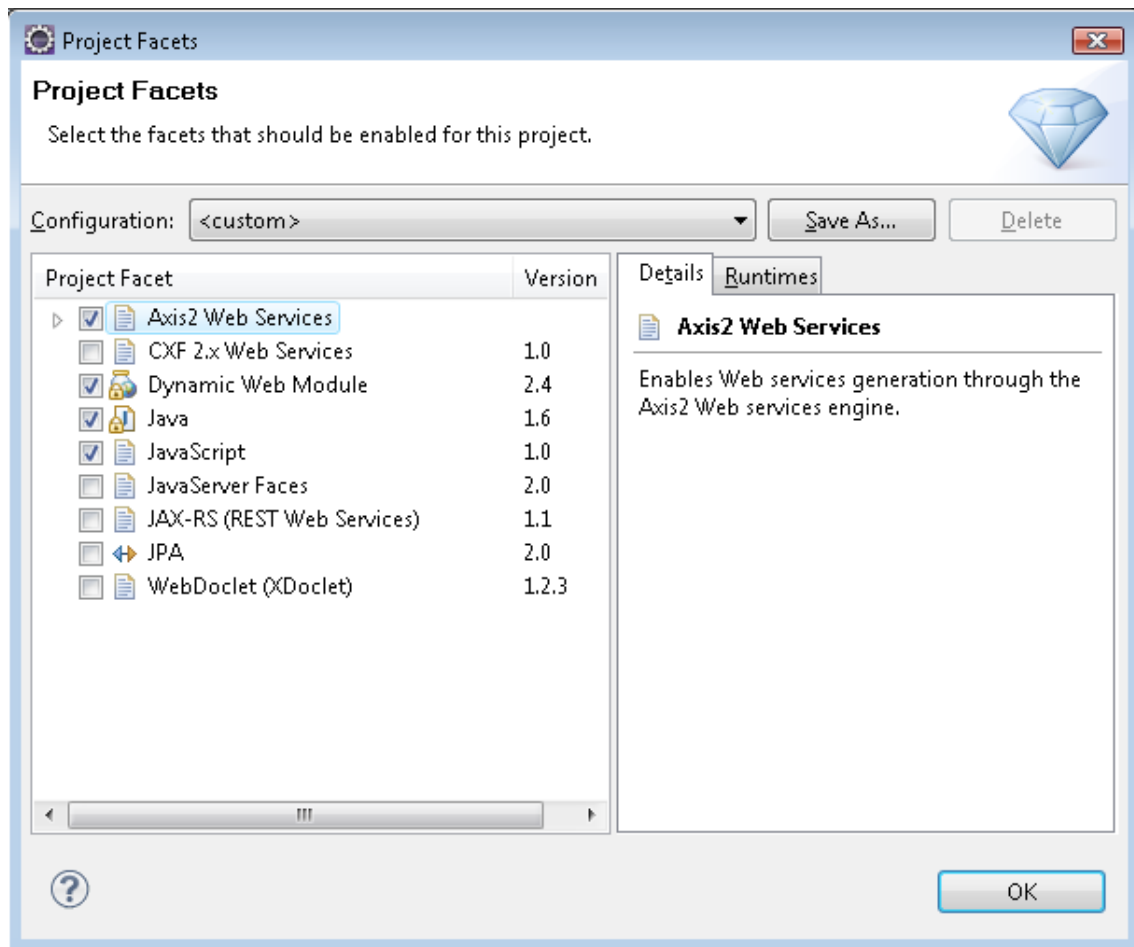 Project Facets
Project Facets
Select the facets that should be enabled for this project.
Configuration: <custom> Save As... Delete
Project Facet Version
Axis2 Web Services
CXF 2.x Web Services 1.0
Dynamic Web Module 2.4
Java 1.6
JavaScript 1.0
JavaServer Faces 2.0
JAX-RS (REST Web Services) 1.1
JPA 2.0
WebDoclet (XDoclet) 1.2.3
Details Runtimes
Axis2 Web Services
Enables Web services generation through the
Axis2 Web services engine.
?
OK